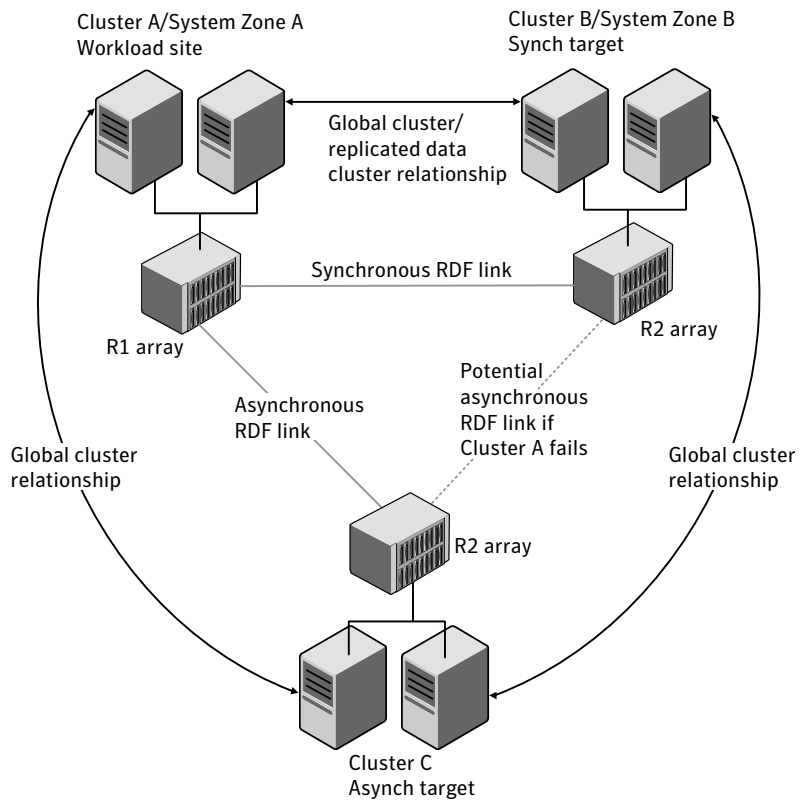 Cluster A/System Zone A
Workload site
Cluster B/System Zone B
Synch target
Global cluster/
replicated data
cluster relationship
Synchronous RDF link
R1 array
R2 array
Asynchronous
RDF link
Potential
asynchronous
RDF link if
Cluster A fails
Global cluster
relationship
Global cluster
relationship
R2 array
Cluster C
Asynch target